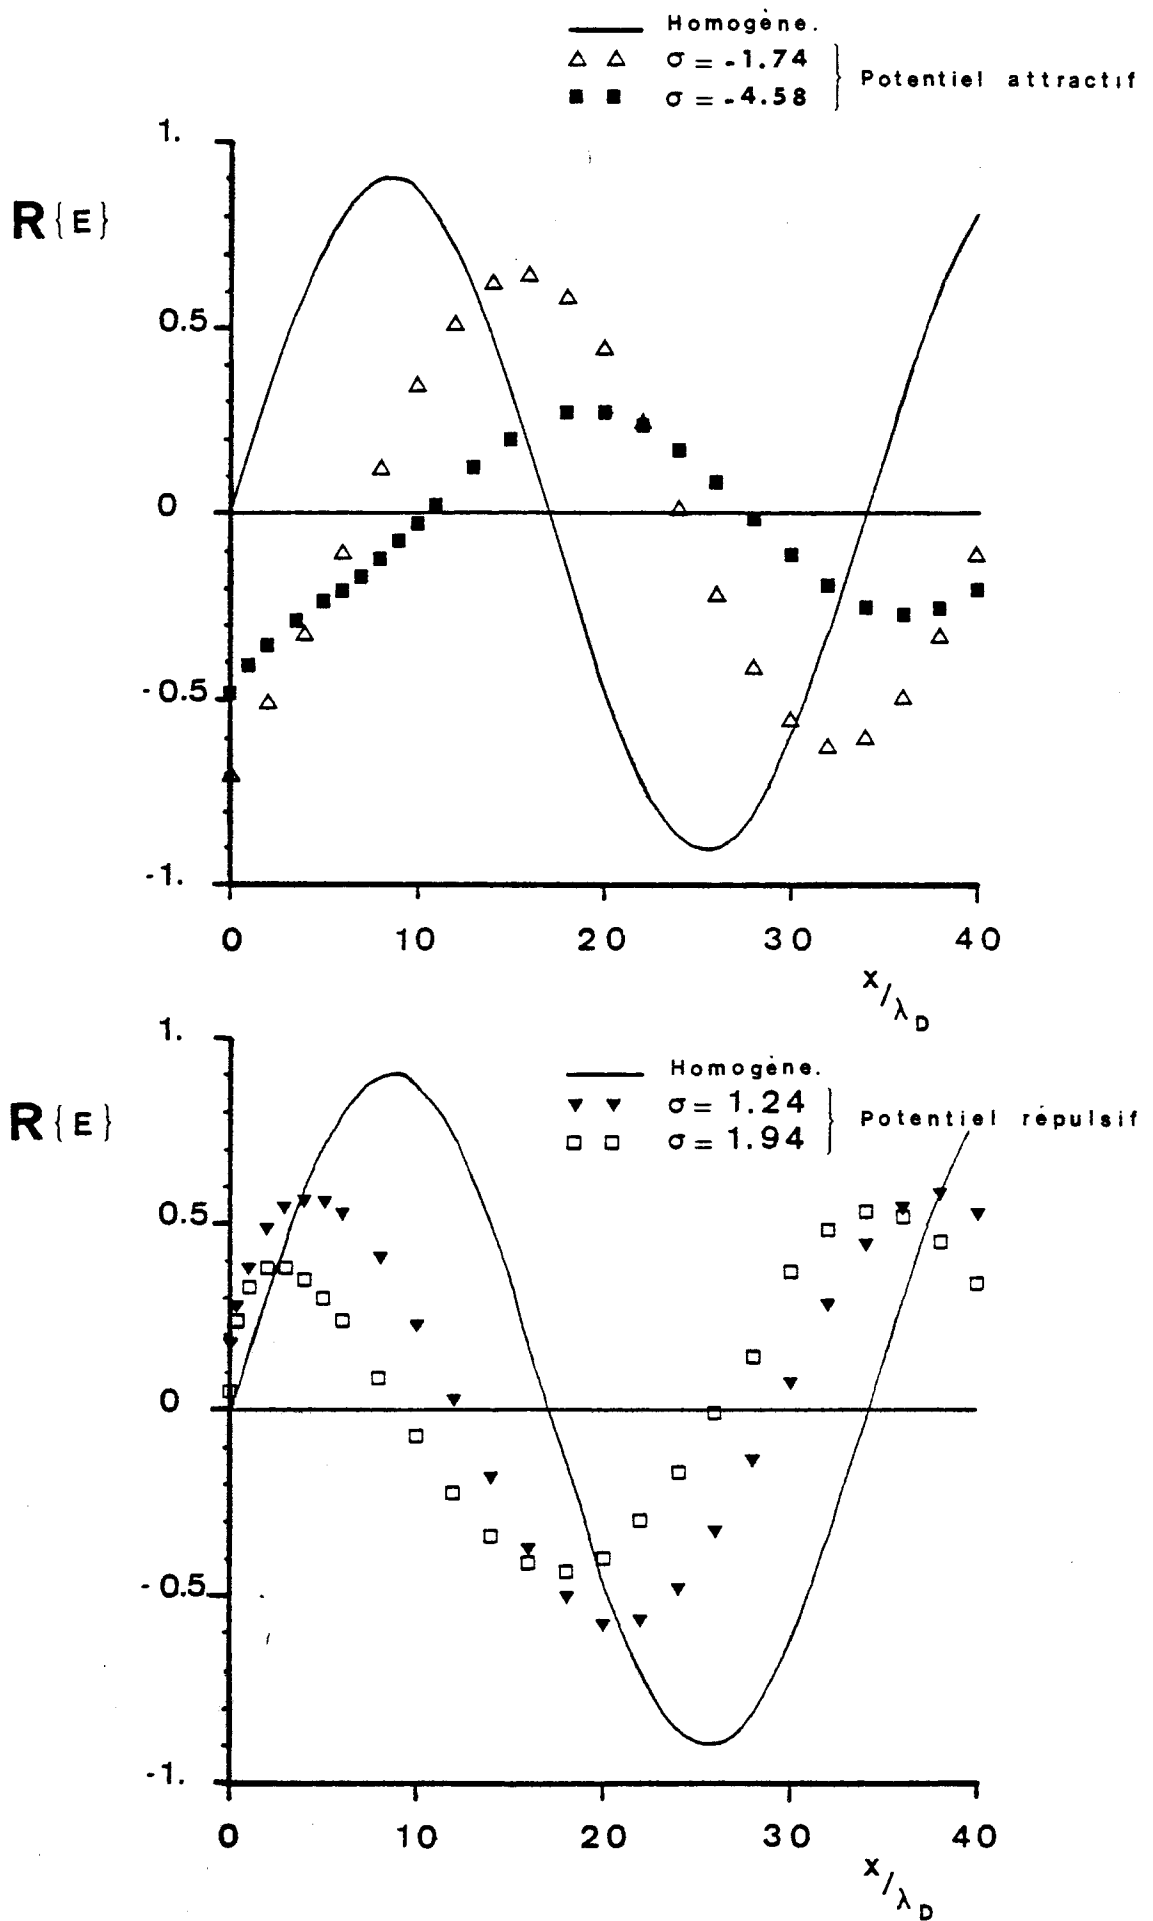 Homogène.
σ = -1.74
σ = -4.58
Potentiel attractif
R{E}
1.
0.5
0
-0.5
-1.
0 10 20 30 40
x/λD
Homogène.
σ = 1.24
σ = 1.94
Potentiel répulsif
R{E}
1.
0.5
0
-0.5
-1.
0 10 20 30 40
x/λD